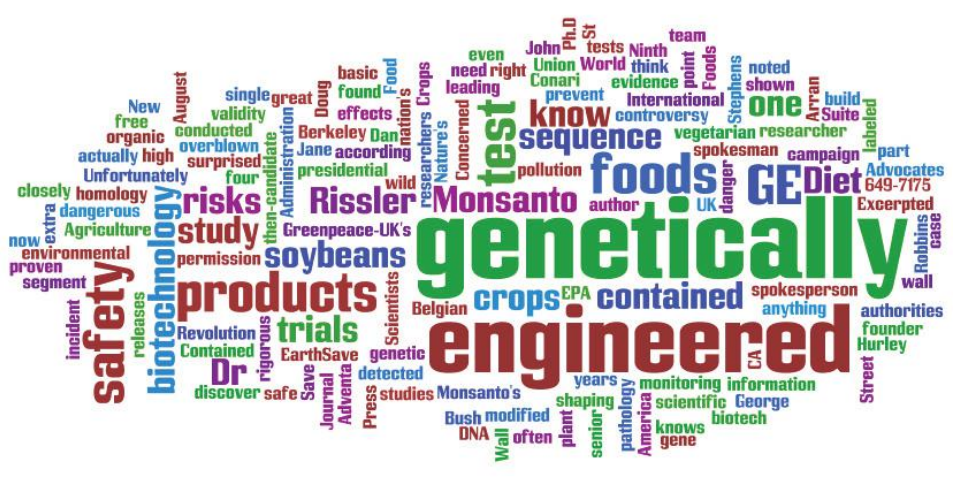 team
Ph.D
St
John
tests
Ninth
even
Union
World
think
point
Foods
need
right
Conari
evidence
leading
prevent
International
controversy
Stephens
noted
shown
one
Arran
build
Suite
labeled
basic
found
Food
Doug
nation's
Crops
effects
August
single
great
validity
New
free
conducted
Berkeley
Dan
organic
overblown
Jane
according
actually
high
surprised
then-candidate
Administration
presidential
researchers
Nature's
Concerned
test
know
sequence
vegetarian
researcher
spokesman
campaign
part
Advocates
649-7175
Excerpted
Unfortunately
four
wild
pollution
foods
danger
GE
Diet
closely
homology
biotechnology
risks
Rissler
Monsanto
author
UK
extra
dangerous
Agriculture
study
Greenpeace-UK's
genetically
Robbins
case
now
environmental
permission
soybeans
proven
segment
safety
products
Scientists
Belgian
crops
EPA
contained
spokesperson
wall
anything
authorities
incident
releases
Revolution
trials
engineered
CA
founder
Hurley
Contained
rigorous
EarthSave
genetic
Dr
detected
Street
discover
safe
Save
Journal
Adventa
Press
studies
Monsanto's
years
monitoring
information
shaping
scientific
George
Bush
modified
biotech
DNA
Wall
often
plant
senior
pathology
America
knows
gene